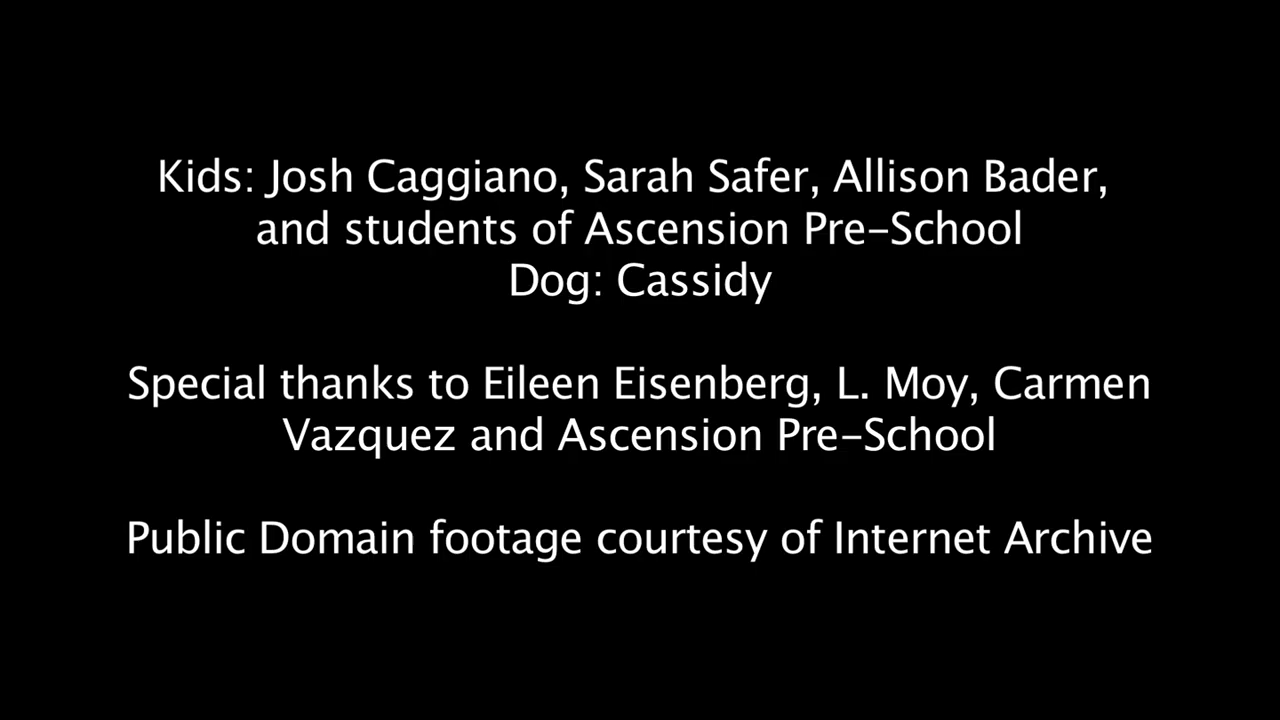 Kids: Josh Caggiano, Sarah Safer, Allison Bader,
and students of Ascension Pre-School
Dog: Cassidy
Special thanks to Eileen Eisenberg, L. Moy, Carmen
Vazquez and Ascension Pre-School
Public Domain footage courtesy of Internet Archive